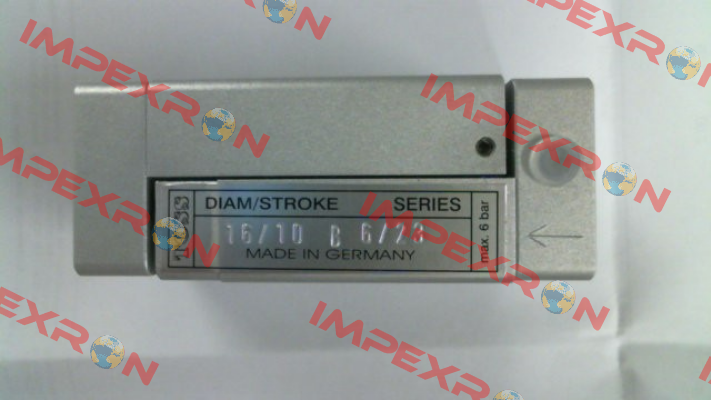 DIAM/STROKE SERIES
16/10 B 6/28
MADE IN GERMANY
max. 6 bar
IMPEXRON
IMPEXRON
IMPEXRON
IMPEXRON
IMPEXRON
IMPEXRON
IMPEXRON